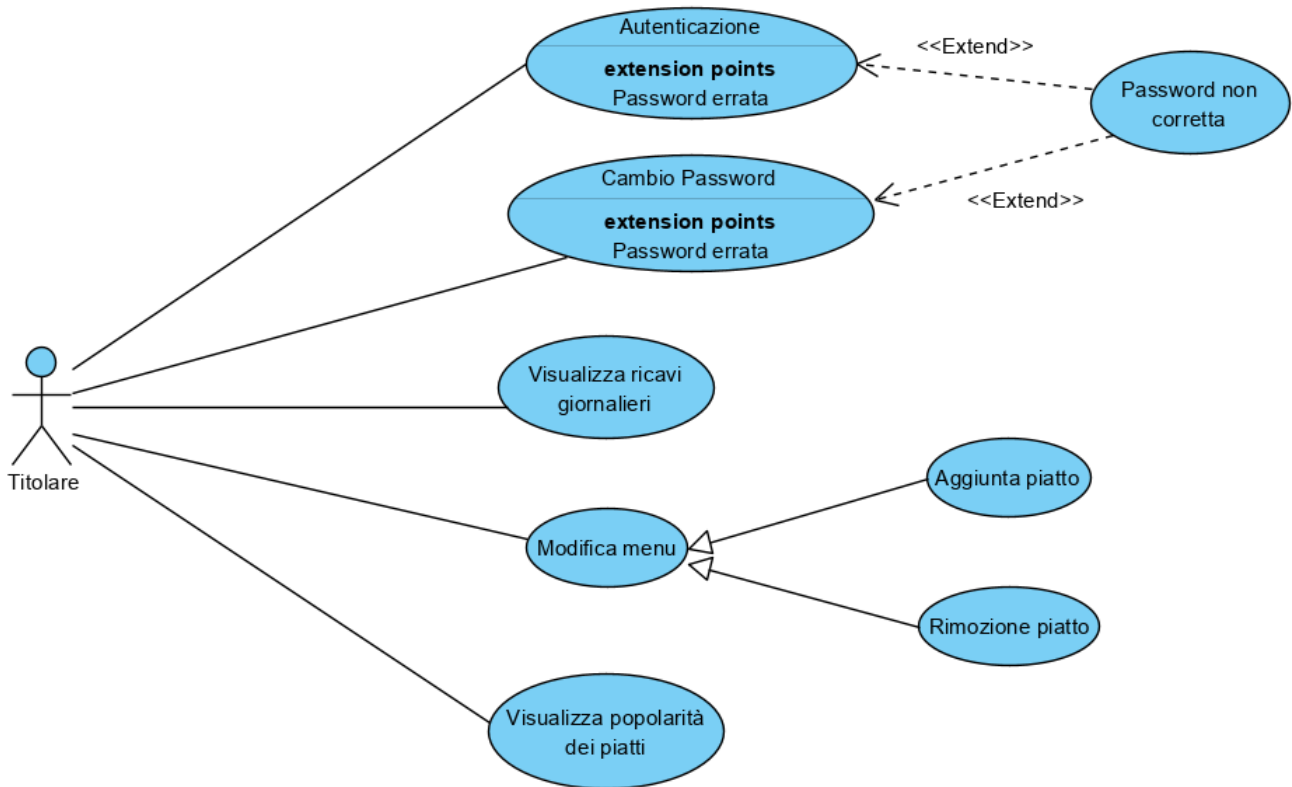 Autenticazione
extension points
Password errata
<<Extend>>
Password non
corretta
Cambio Password
extension points
Password errata
<<Extend>>
Visualizza ricavi
giornalieri
Titolare
Aggiunta piatto
Modifica menu
Rimozione piatto
Visualizza popolarità
dei piatti